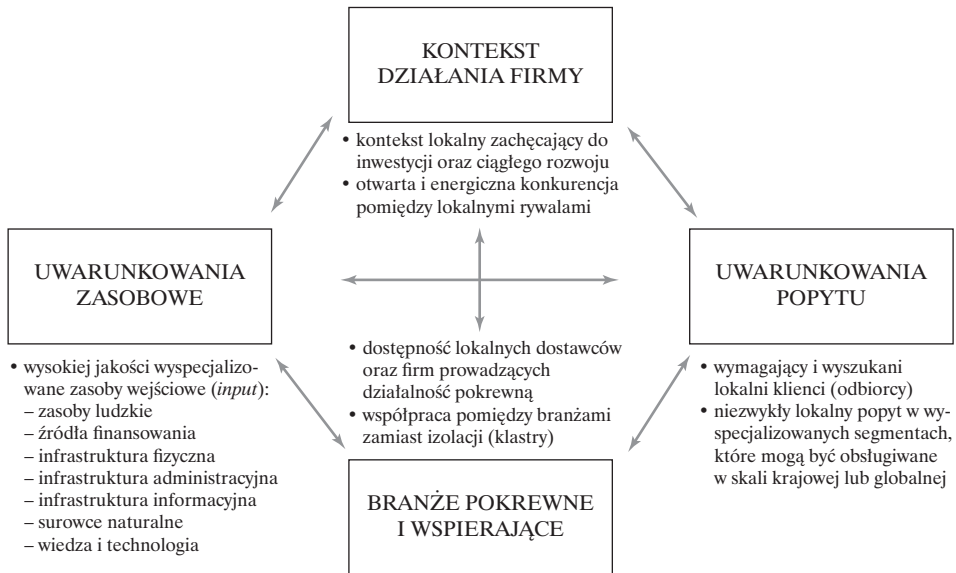 KONTEKST
DZIAŁANIA FIRMY
• kontekst lokalny zachęcający do
inwestycji oraz ciągłego rozwoju
• otwarta i energiczna konkurencja
pomiędzy lokalnymi rywalami
UWARUNKOWANIA
ZASOBOWE
• wysokiej jakości wyspecjalizo-
wane zasoby wejściowe (input):
– zasoby ludzkie
– źródła finansowania
– infrastruktura fizyczna
– infrastruktura administracyjna
– infrastruktura informacyjna
– surowce naturalne
– wiedza i technologia
UWARUNKOWANIA
POPYTU
• wymagający i wyszukani
lokalni klienci (odbiorcy)
• niezwykły lokalny popyt w wy-
specjalizowanych segmentach,
które mogą być obsługiwane
w skali krajowej lub globalnej
• dostępność lokalnych dostawców
oraz firm prowadzących
działalność pokrewną
• współpraca pomiędzy branżami
zamiast izolacji (klastry)
BRANŻE POKREWNE
I WSPIERAJĄCE